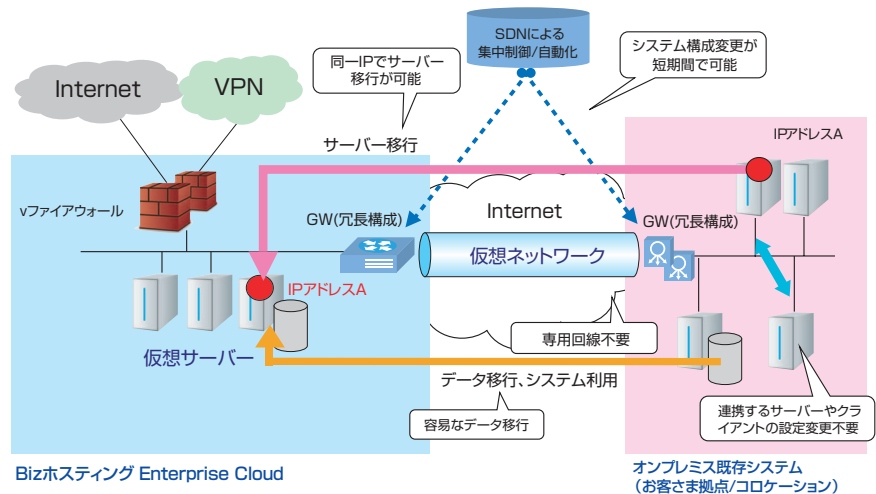 SDNによる
集中制御/自動化
同一IPでサーバー
移行が可能
システム構成変更が
短期間で可能
Internet
VPN
サーバー移行
IPアドレスA
vファイアウォール
GW(冗長構成)
Internet
GW(冗長構成)
仮想ネットワーク
IPアドレスA
仮想サーバー
専用回線不要
データ移行、システム利用
容易なデータ移行
連携するサーバーやクラ
イアントの設定変更不要
Bizホスティング Enterprise Cloud
オンプレミス既存システム
（お客さま拠点/コロケーション）